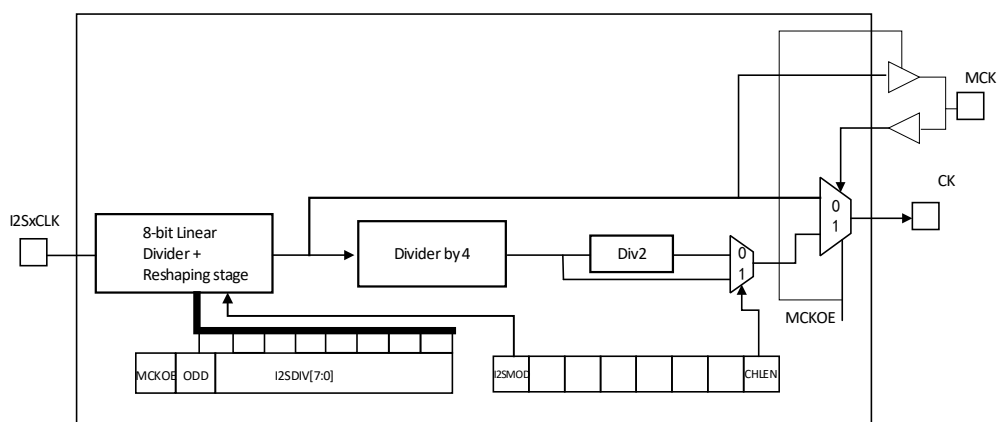 MCK
CK
I2SxCLK
8-bit Linear
Divider +
Reshaping stage
Divider by 4
Div2
0
1
0
1
MCKOE
MCKOE
ODD
I2SDIV[7:0]
I2SMOD
CHLEN